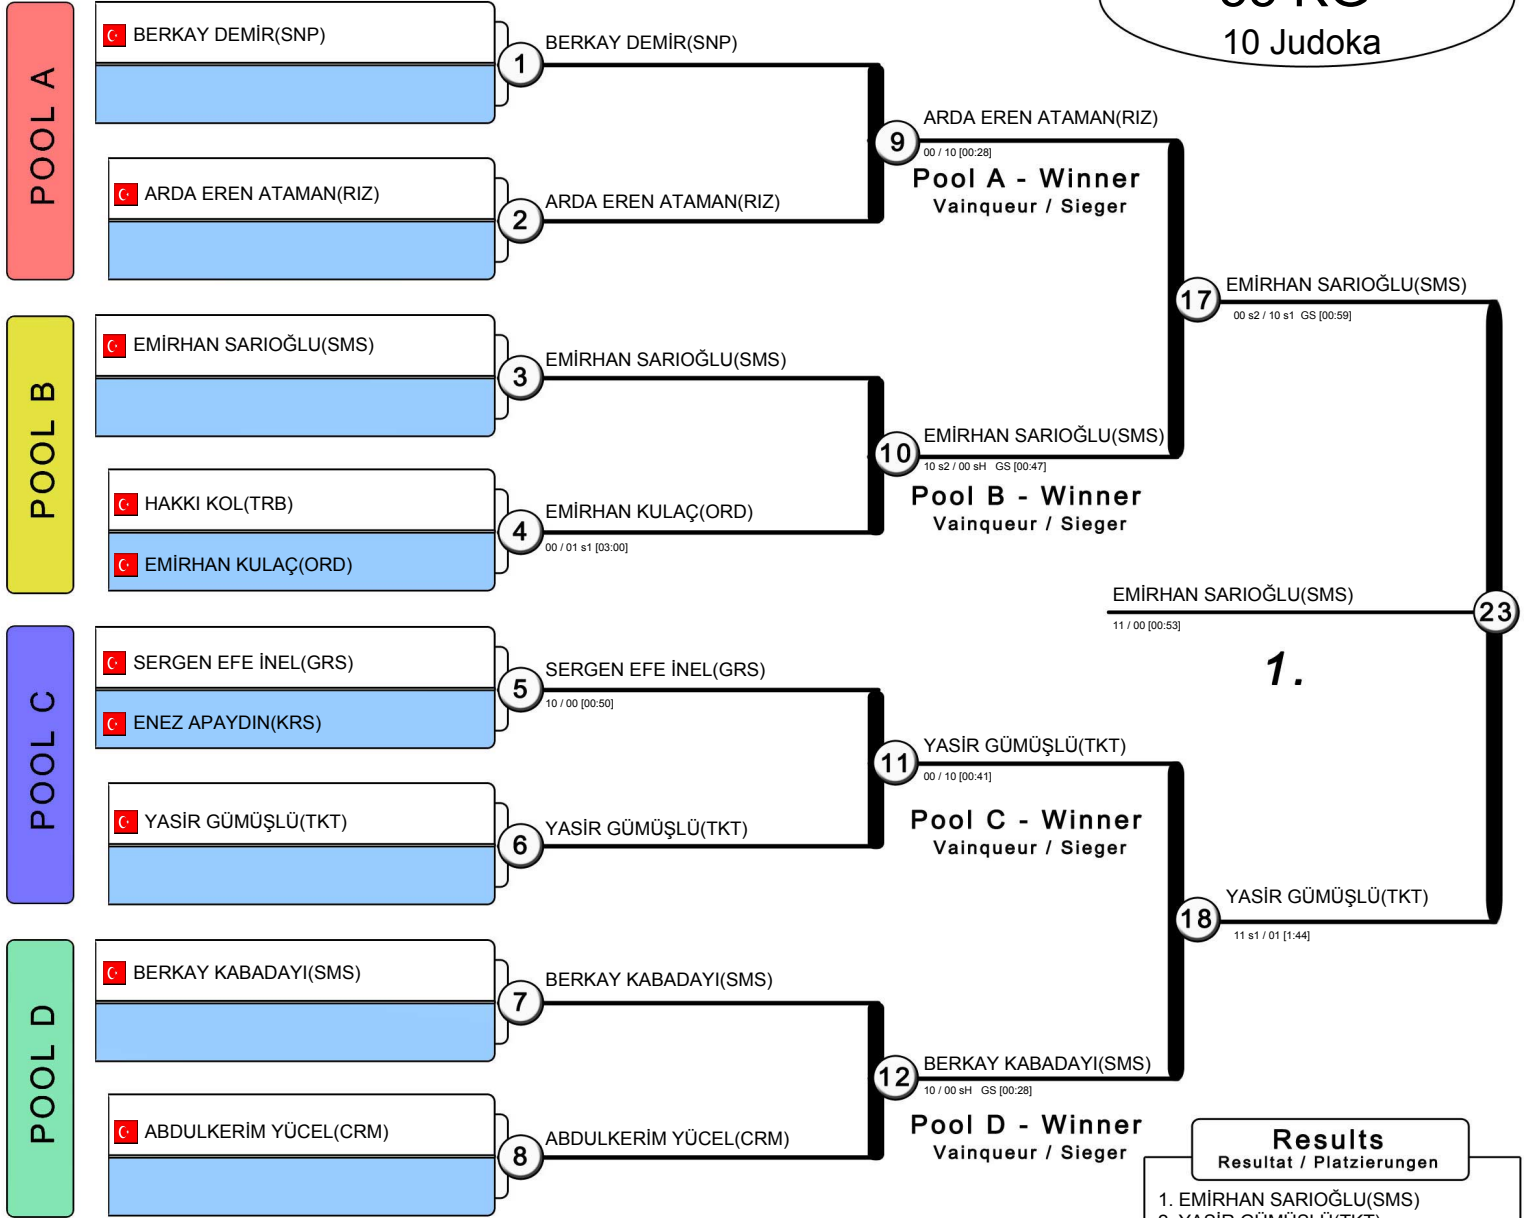 10 Judoka
POOL A
BERKAY DEMİR(SNP)
1
BERKAY DEMİR(SNP)
ARDA EREN ATAMAN(RIZ)
2
ARDA EREN ATAMAN(RIZ)
9
ARDA EREN ATAMAN(RIZ)
00 / 10 [00:28]
Pool A - Winner
Vainqueur / Sieger
POOL B
EMİRHAN SARIOĞLU(SMS)
3
EMİRHAN SARIOĞLU(SMS)
HAKKI KOL(TRB)
EMİRHAN KULAÇ(ORD)
4
EMİRHAN KULAÇ(ORD)
00 / 01 s1 [03:00]
10
EMİRHAN SARIOĞLU(SMS)
10 s2 / 00 sH GS [00:47]
Pool B - Winner
Vainqueur / Sieger
17
EMİRHAN SARIOĞLU(SMS)
00 s2 / 10 s1 GS [00:59]
POOL C
SERGEN EFE İNEL(GRS)
ENEZ APAYDIN(KRS)
5
SERGEN EFE İNEL(GRS)
10 / 00 [00:50]
YASİR GÜMÜŞLÜ(TKT)
6
YASİR GÜMÜŞLÜ(TKT)
11
YASİR GÜMÜŞLÜ(TKT)
00 / 10 [00:41]
Pool C - Winner
Vainqueur / Sieger
POOL D
BERKAY KABADAYI(SMS)
7
BERKAY KABADAYI(SMS)
ABDULKERİM YÜCEL(CRM)
8
ABDULKERİM YÜCEL(CRM)
12
BERKAY KABADAYI(SMS)
10 / 00 sH GS [00:28]
Pool D - Winner
Vainqueur / Sieger
18
YASİR GÜMÜŞLÜ(TKT)
11 s1 / 01 [1:44]
23
EMİRHAN SARIOĞLU(SMS)
11 / 00 [00:53]
1.
Results
Resultat / Platzierungen
1. EMİRHAN SARIOĞLU(SMS)
2. YASİR GÜMÜŞLÜ(TKT)